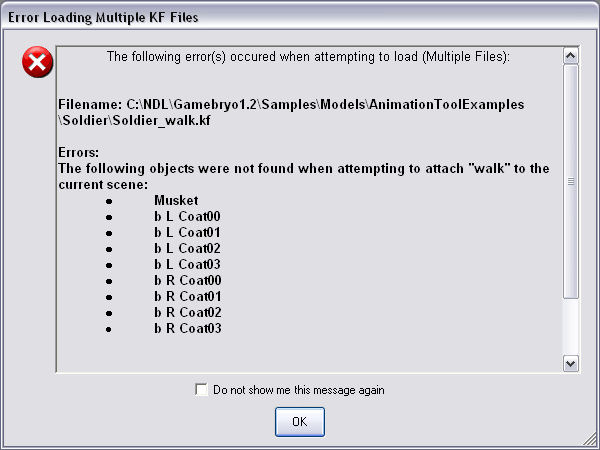 Error Loading Multiple KF Files
The following error(s) occured when attempting to load (Multiple Files):
Filename: C:\NDL\Gamebryo1.2\Samples\Models\AnimationToolExamples
\Soldier\Soldier_walk.kf
Errors:
The following objects were not found when attempting to attach "walk" to the
current scene:
• Musket
• b L Coat00
• b L Coat01
• b L Coat02
• b L Coat03
• b R Coat00
• b R Coat01
• b R Coat02
• b R Coat03
Do not show me this message again
OK